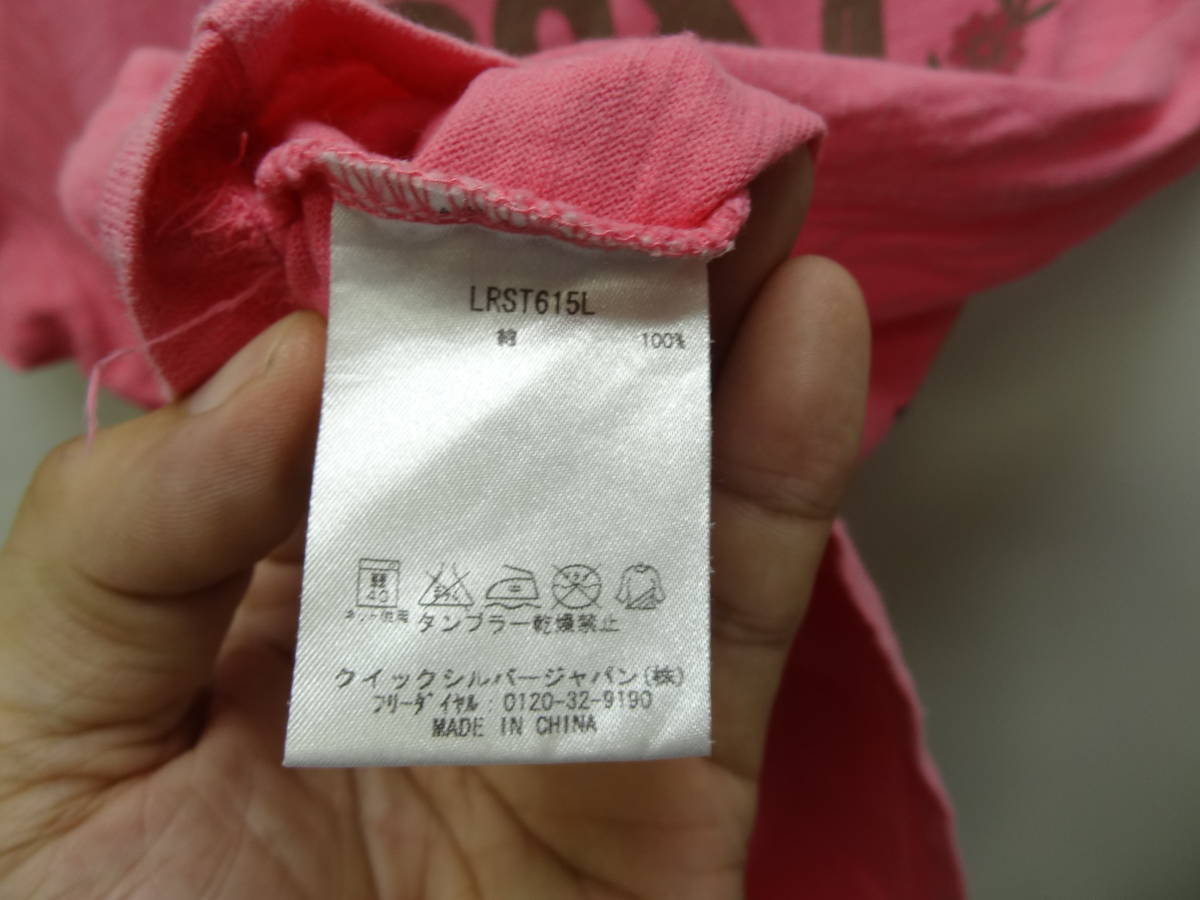 LRST615L
綿 100%
40
タンブラー乾燥禁止
クイックシルバージャパン(株)
フリーダイヤル:0120-32-9190
MADE IN CHINA